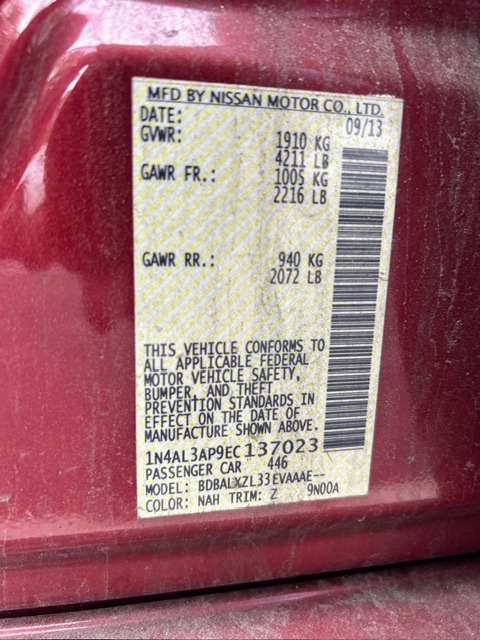 MFD BY NISSAN MOTOR CO., LTD.
DATE: 09/13
GVWR: 1910 KG
4211 LB
GAWR FR.: 1005 KG
2216 LB
GAWR RR.: 940 KG
2072 LB
THIS VEHICLE CONFORMS TO
ALL APPLICABLE FEDERAL
MOTOR VEHICLE SAFETY,
BUMPER, AND THEFT
PREVENTION STANDARDS IN
EFFECT ON THE DATE OF
MANUFACTURE SHOWN ABOVE.
1N4AL3AP9EC137023
PASSENGER CAR 446
MODEL: BDBALXZL33EVAAAE--
COLOR: NAH TRIM: Z 9N00A